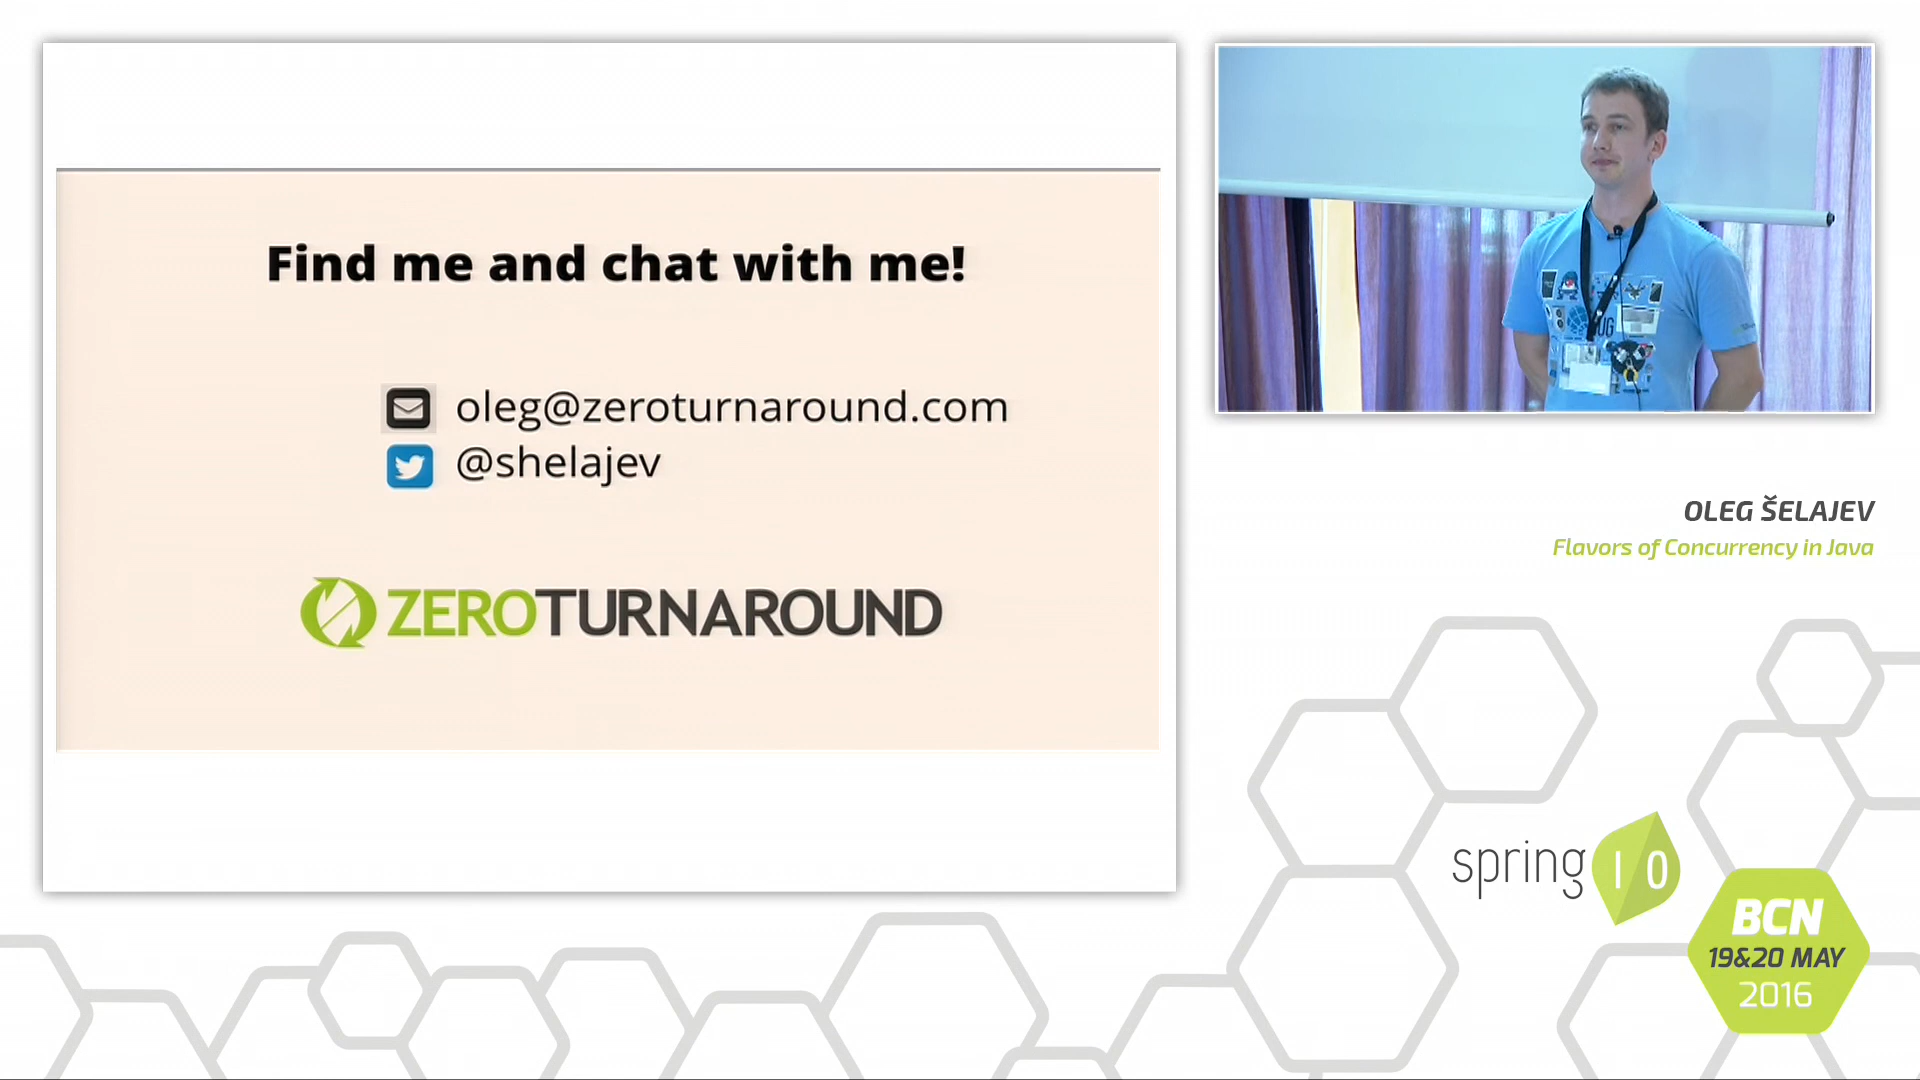 Find me and chat with me!
oleg@zeroturnaround.com
@shelajev
ZEROTURNAROUND
OLEG ŠELAJEV
Flavors of Concurrency in Java
spring I O
BCN
19&20 MAY
2016